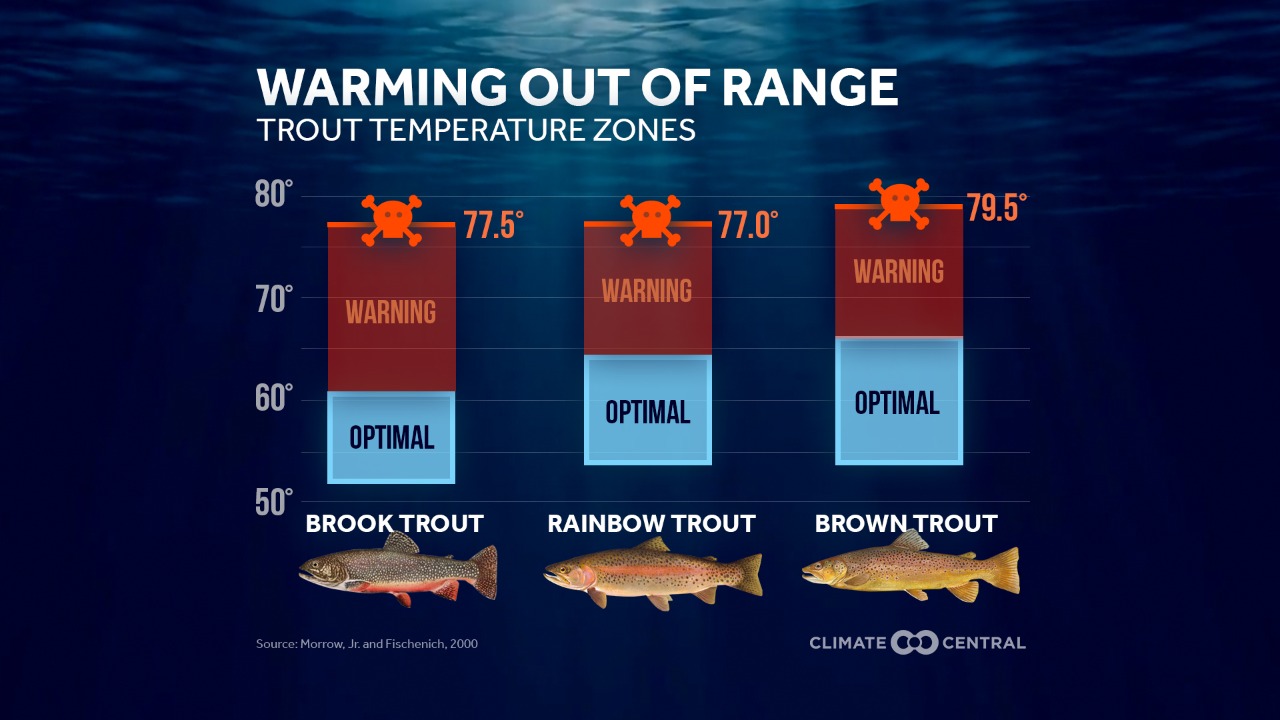 WARMING OUT OF RANGE
TROUT TEMPERATURE ZONES
80°
77.5°
77.0°
79.5°
WARNING
WARNING
WARNING
70°
60°
OPTIMAL
OPTIMAL
OPTIMAL
50°
BROOK TROUT
RAINBOW TROUT
BROWN TROUT
Source: Morrow, Jr. and Fischenich, 2000
CLIMATE CENTRAL